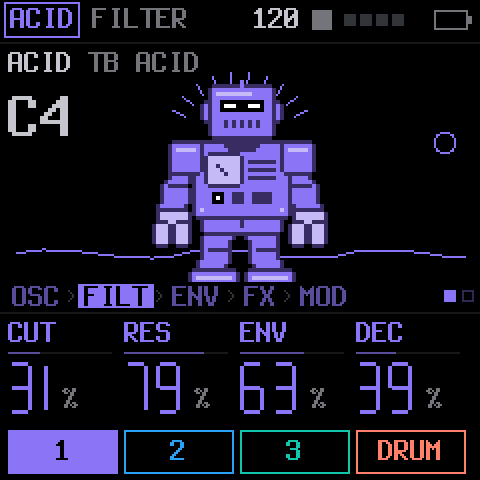 ACID FILTER 120
ACID TB ACID
C4
OSC › FILT › ENV › FX › MOD
CUT RES ENV DEC
31% 79% 63% 39%
1 2 3 DRUM